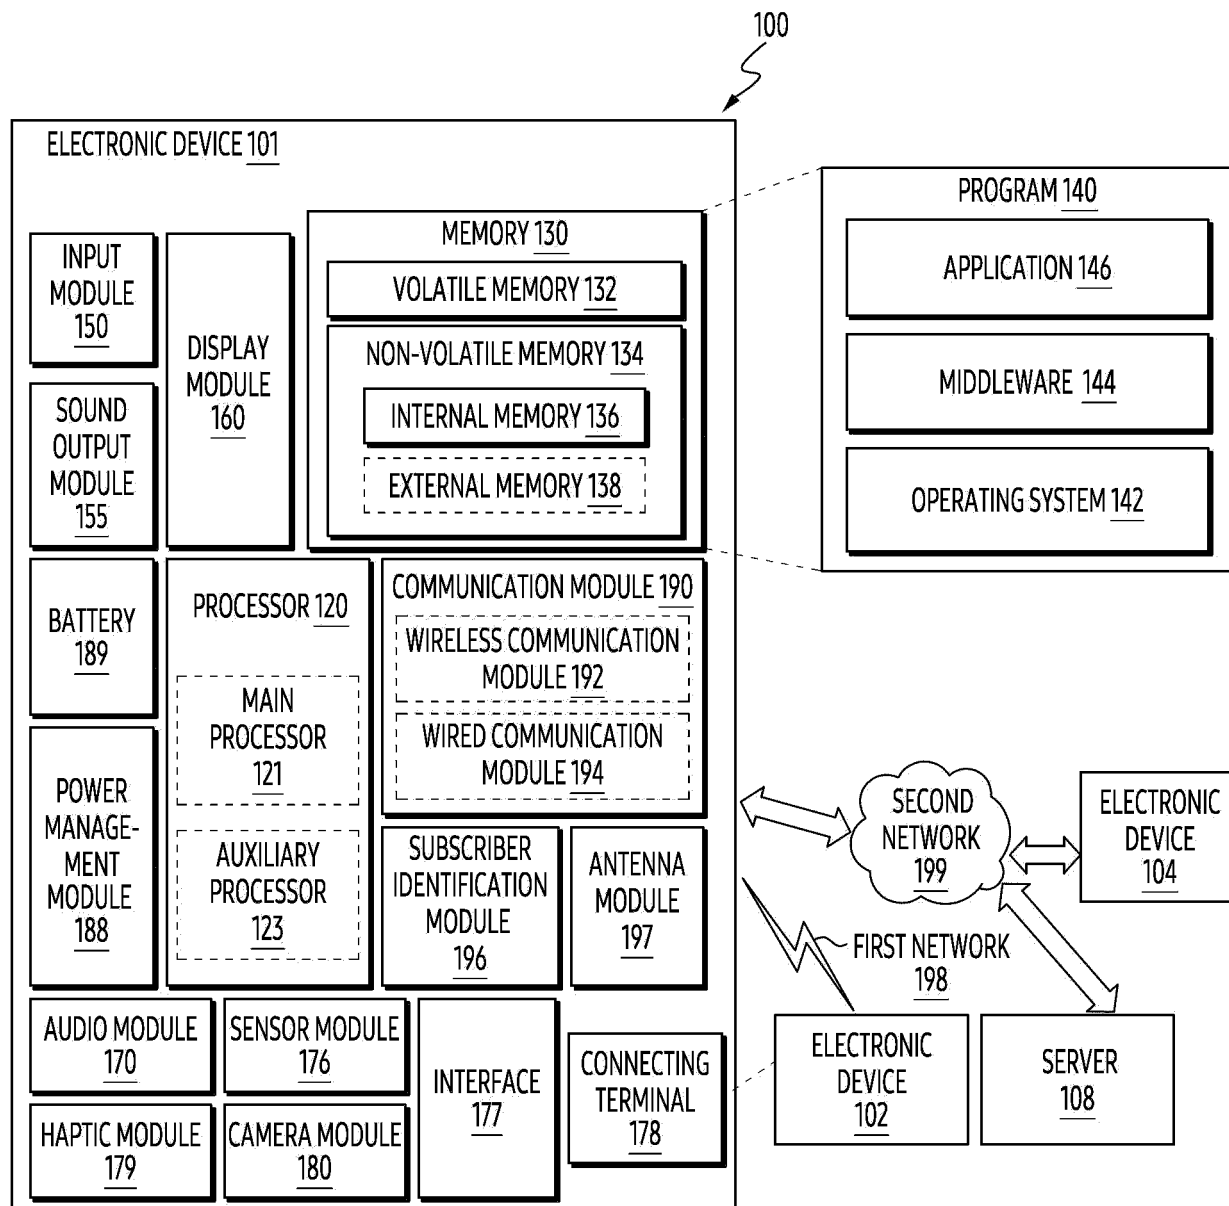 100
ELECTRONIC DEVICE 101
INPUT
MODULE
150
SOUND
OUTPUT
MODULE
155
DISPLAY
MODULE
160
MEMORY 130
VOLATILE MEMORY 132
NON-VOLATILE MEMORY 134
INTERNAL MEMORY 136
EXTERNAL MEMORY 138
PROGRAM 140
APPLICATION 146
MIDDLEWARE 144
OPERATING SYSTEM 142
BATTERY
189
POWER
MANAGE-
MENT
MODULE
188
PROCESSOR 120
MAIN
PROCESSOR
121
AUXILIARY
PROCESSOR
123
COMMUNICATION MODULE 190
WIRELESS COMMUNICATION
MODULE 192
WIRED COMMUNICATION
MODULE 194
SUBSCRIBER
IDENTIFICATION
MODULE
196
ANTENNA
MODULE
197
SECOND
NETWORK
199
ELECTRONIC
DEVICE
104
FIRST NETWORK
198
AUDIO MODULE
170
SENSOR MODULE
176
INTERFACE
177
CONNECTING
TERMINAL
178
HAPTIC MODULE
179
CAMERA MODULE
180
ELECTRONIC
DEVICE
102
SERVER
108